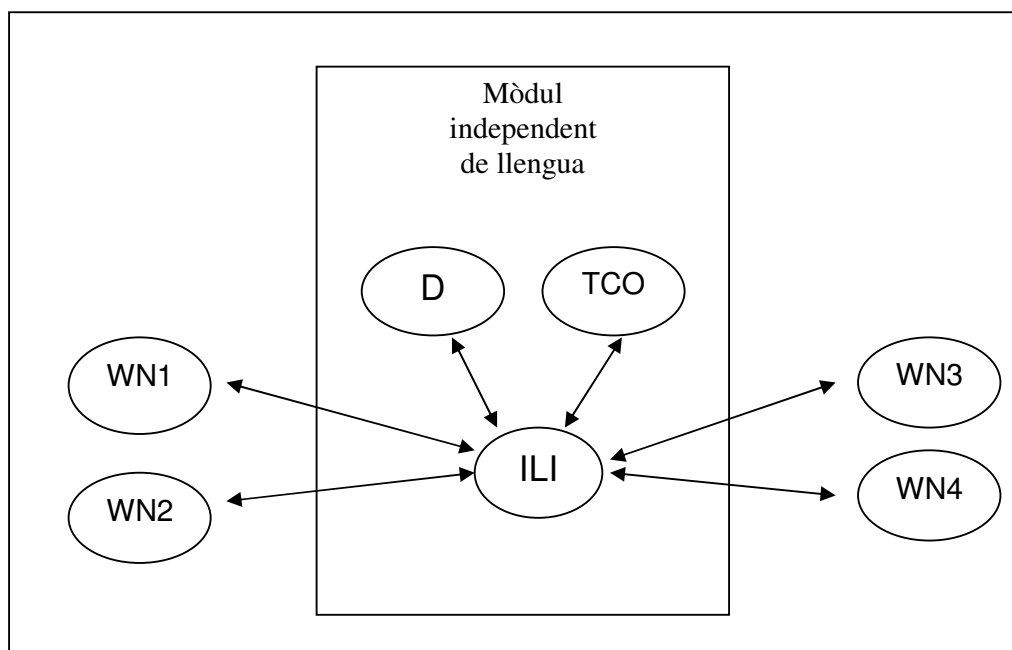 Mòdul
independent
de llengua
D
TCO
WN1
WN3
ILI
WN2
WN4